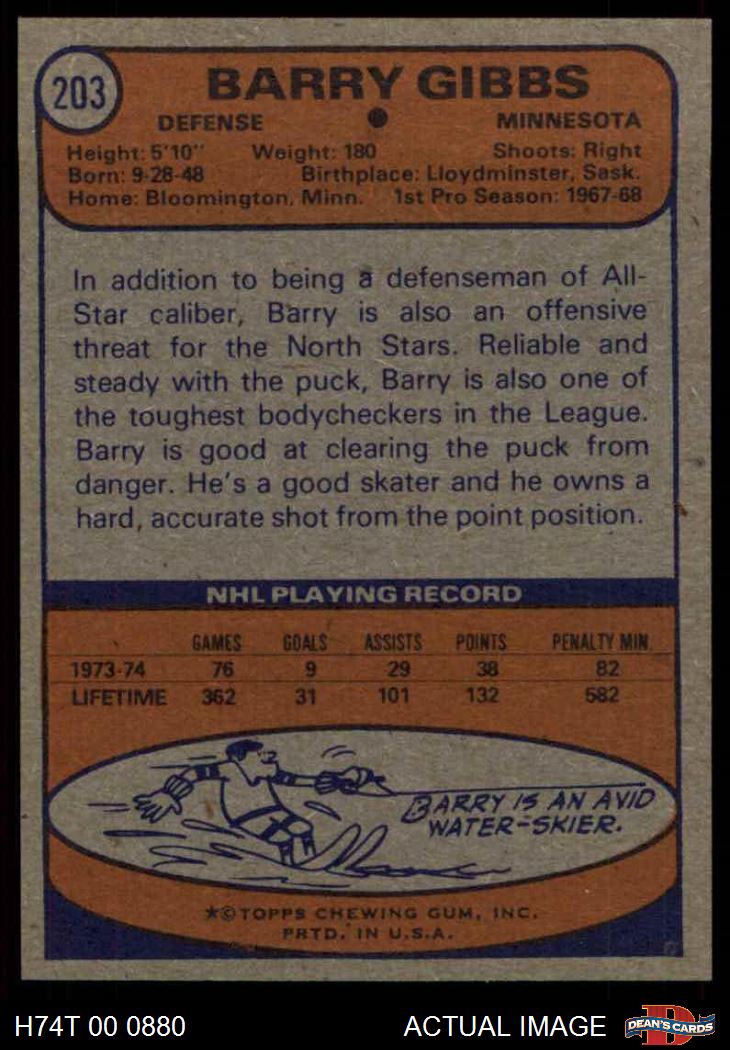 203
BARRY GIBBS
DEFENSE MINNESOTA
Height: 5'10" Weight: 180 Shoots: Right
Born: 9-28-48 Birthplace: Lloydminster, Sask.
Home: Bloomington, Minn. 1st Pro Season: 1967-68
In addition to being a defenseman of All-
Star caliber, Barry is also an offensive
threat for the North Stars. Reliable and
steady with the puck, Barry is also one of
the toughest bodycheckers in the League.
Barry is good at clearing the puck from
danger. He's a good skater and he owns a
hard, accurate shot from the point position.
NHL PLAYING RECORD
GAMES GOALS ASSISTS POINTS PENALTY MIN.
1973-74 76 9 29 38 82
LIFETIME 362 31 101 132 582
BARRY IS AN AVID
WATER-SKIER.
★©TOPPS CHEWING GUM, INC.
PRTD. IN U.S.A.
H74T 00 0880 ACTUAL IMAGE
D
DEAN'S CARDS